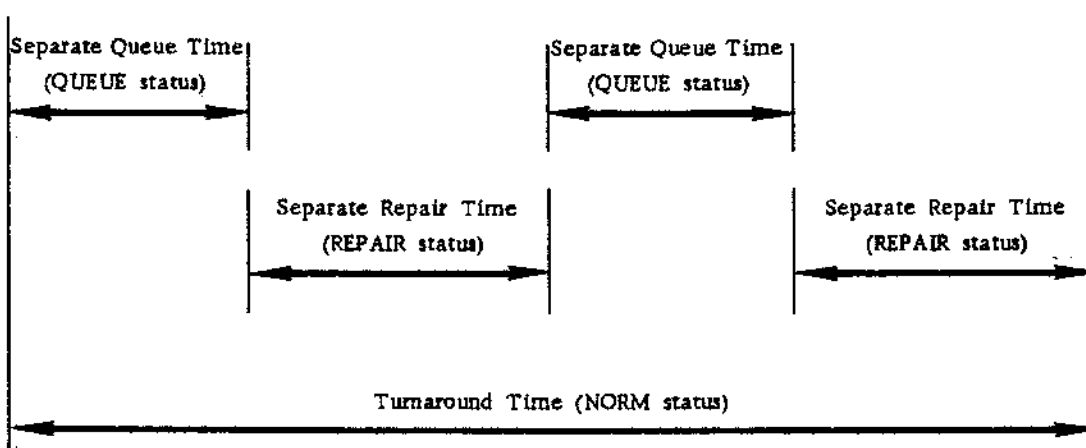 Separate Queue Time
(QUEUE status)
Separate Queue Time
(QUEUE status)
Separate Repair Time
(REPAIR status)
Separate Repair Time
(REPAIR status)
Turnaround Time (NORM status)